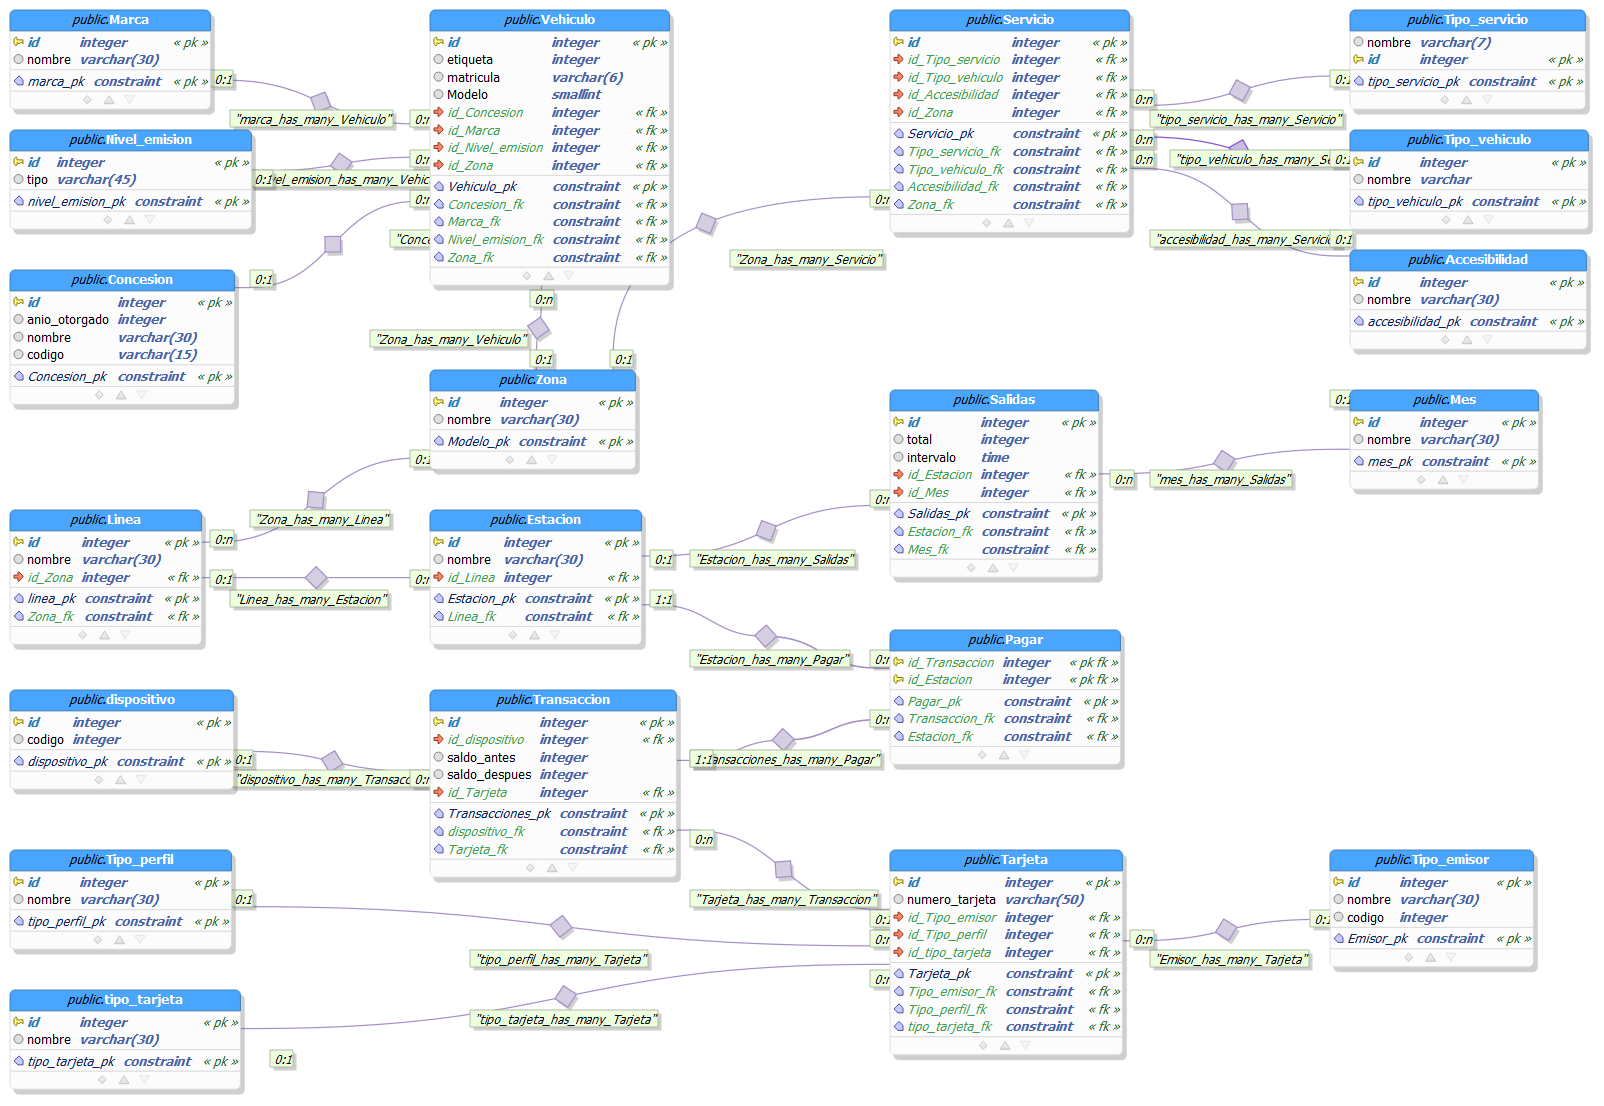 public.Marca
id integer « pk »
nombre varchar(30)
marca_pk constraint « pk »
public.Vehiculo
id integer « pk »
etiqueta integer
matricula varchar(6)
Modelo smallint
id_Concesion integer « fk »
id_Marca integer « fk »
id_Nivel_emision integer « fk »
id_Zona integer « fk »
Vehiculo_pk constraint « pk »
Concesion_fk constraint « fk »
Marca_fk constraint « fk »
Nivel_emision_fk constraint « fk »
Zona_fk constraint « fk »
public.Servicio
id integer « pk »
id_Tipo_servicio integer « fk »
id_Tipo_vehiculo integer « fk »
id_Accesibilidad integer « fk »
id_Zona integer « fk »
Servicio_pk constraint « pk »
Tipo_servicio_fk constraint « fk »
Tipo_vehiculo_fk constraint « fk »
Accesibilidad_fk constraint « fk »
Zona_fk constraint « fk »
public.Tipo_servicio
nombre varchar(7)
id integer « pk »
tipo_servicio_pk constraint « pk »
0:1
"marca_has_many_Vehiculo"
0:n
0:n
"tipo_servicio_has_many_Servicio"
0:1
public.Nivel_emision
id integer « pk »
tipo varchar(45)
nivel_emision_pk constraint « pk »
0:1
el_emision_has_many_Vehic
0:n
public.Tipo_vehiculo
id integer « pk »
nombre varchar
tipo_vehiculo_pk constraint « pk »
0:n
"tipo_vehiculo_has_many_Se
0:1
0:n
"accesibilidad_has_many_Servici
0:1
public.Accesibilidad
id integer « pk »
nombre varchar(30)
accesibilidad_pk constraint « pk »
public.Concesion
id integer « pk »
anio_otorgado integer
nombre varchar(30)
codigo varchar(15)
Concesion_pk constraint « pk »
0:1
"Conce
0:n
0:n
"Zona_has_many_Servicio"
0:1
0:n
"Zona_has_many_Vehiculo"
0:1
public.Zona
id integer « pk »
nombre varchar(30)
Modelo_pk constraint « pk »
0:1
"Zona_has_many_Linea"
0:n
public.Salidas
id integer « pk »
total integer
intervalo time
id_Estacion integer « fk »
id_Mes integer « fk »
Salidas_pk constraint « pk »
Estacion_fk constraint « fk »
Mes_fk constraint « fk »
0:n
"mes_has_many_Salidas"
0:1
public.Mes
id integer « pk »
nombre varchar(30)
mes_pk constraint « pk »
public.Linea
id integer « pk »
nombre varchar(30)
id_Zona integer « fk »
linea_pk constraint « pk »
Zona_fk constraint « fk »
0:1
"Linea_has_many_Estacion"
0:n
public.Estacion
id integer « pk »
nombre varchar(30)
id_Linea integer « fk »
Estacion_pk constraint « pk »
Linea_fk constraint « fk »
0:1
"Estacion_has_many_Salidas"
0:n
1:1
"Estacion_has_many_Pagar"
0:n
public.Pagar
id_Transaccion integer « pk fk »
id_Estacion integer « pk fk »
Pagar_pk constraint « pk »
Transaccion_fk constraint « fk »
Estacion_fk constraint « fk »
public.dispositivo
id integer « pk »
codigo integer
dispositivo_pk constraint « pk »
0:1
"dispositivo_has_many_Transacc
0:n
public.Transaccion
id integer « pk »
id_dispositivo integer « fk »
saldo_antes integer
saldo_despues integer
id_Tarjeta integer « fk »
Transacciones_pk constraint « pk »
dispositivo_fk constraint « fk »
Tarjeta_fk constraint « fk »
0:n
1:1
ansacciones_has_many_Pagar"
0:n
"Tarjeta_has_many_Transaccion"
0:1
public.Tipo_perfil
id integer « pk »
nombre varchar(30)
tipo_perfil_pk constraint « pk »
0:1
"tipo_perfil_has_many_Tarjeta"
0:n
public.Tarjeta
id integer « pk »
numero_tarjeta varchar(50)
id_Tipo_emisor integer « fk »
id_Tipo_perfil integer « fk »
id_tipo_tarjeta integer « fk »
Tarjeta_pk constraint « pk »
Tipo_emisor_fk constraint « fk »
Tipo_perfil_fk constraint « fk »
tipo_tarjeta_fk constraint « fk »
0:n
"Emisor_has_many_Tarjeta"
0:1
public.Tipo_emisor
id integer « pk »
nombre varchar(30)
codigo integer
Emisor_pk constraint « pk »
public.tipo_tarjeta
id integer « pk »
nombre varchar(30)
tipo_tarjeta_pk constraint « pk »
0:1
"tipo_tarjeta_has_many_Tarjeta"
0:n